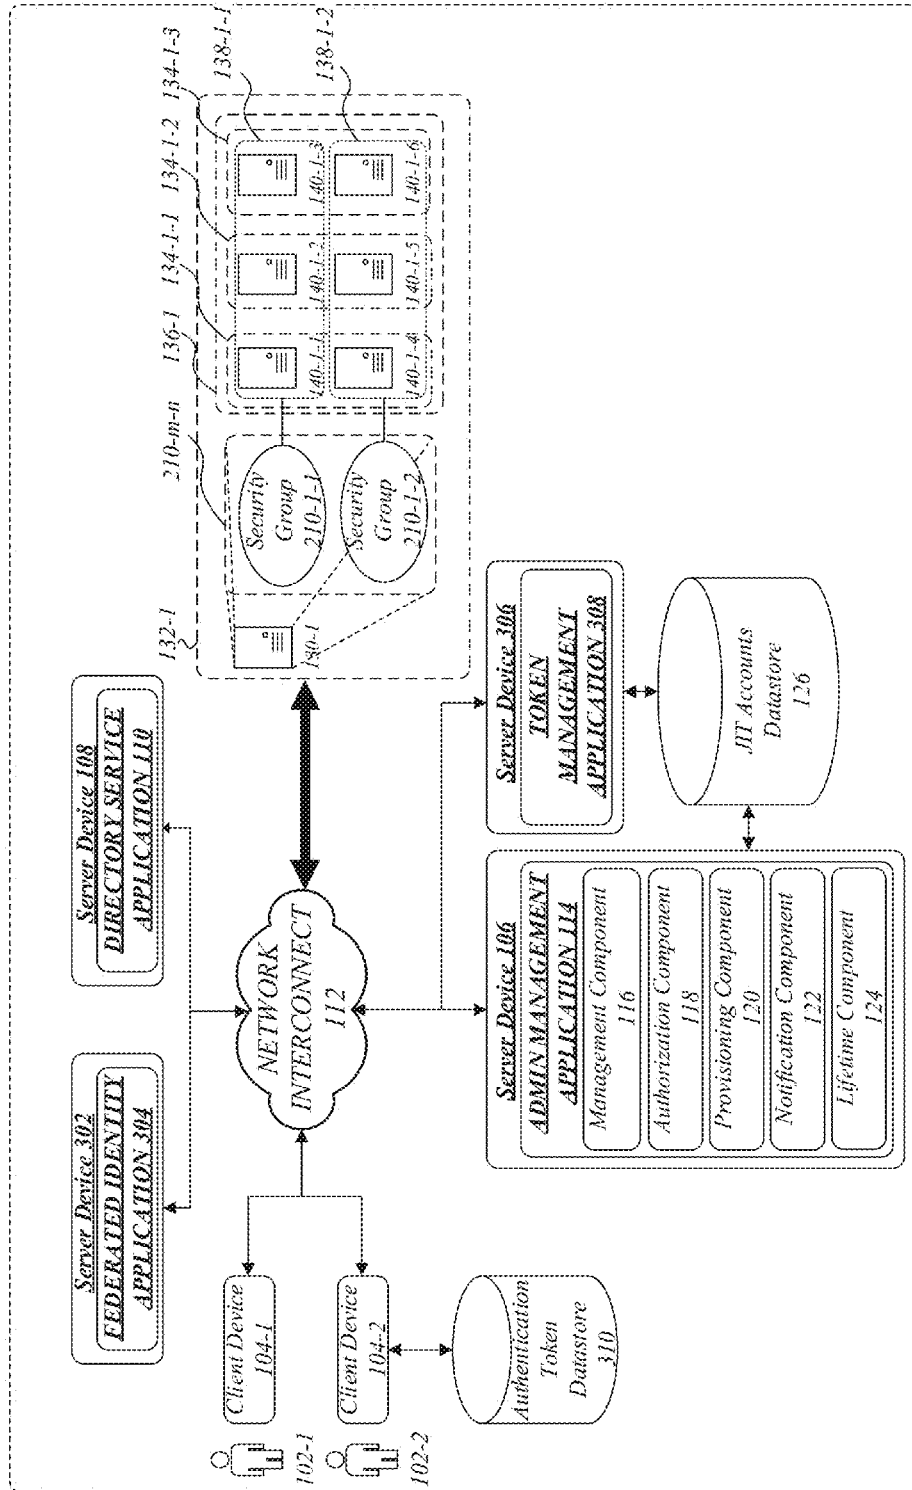 Server Device 302
FEDERATED IDENTITY
APPLICATION 304
Server Device 108
DIRECTORY SERVICE
APPLICATION 110
Client Device
104-1
Client Device
104-2
102-1
102-2
Authentication
Token
Datastore
310
NETWORK
INTERCONNECT
112
Server Device 106
ADMIN MANAGEMENT
APPLICATION 114
Management Component
116
Authorization Component
118
Provisioning Component
120
Notification Component
122
Lifetime Component
124
Server Device 306
TOKEN
MANAGEMENT
APPLICATION 308
JIT Accounts
Datastore
126
132-1
210-m-n
136-1
134-1-1
134-1-2
134-1-3
138-1-1
138-1-2
Security
Group
210-1-1
Security
Group
210-1-2
140-1-1
140-1-2
140-1-3
140-1-4
140-1-5
140-1-6